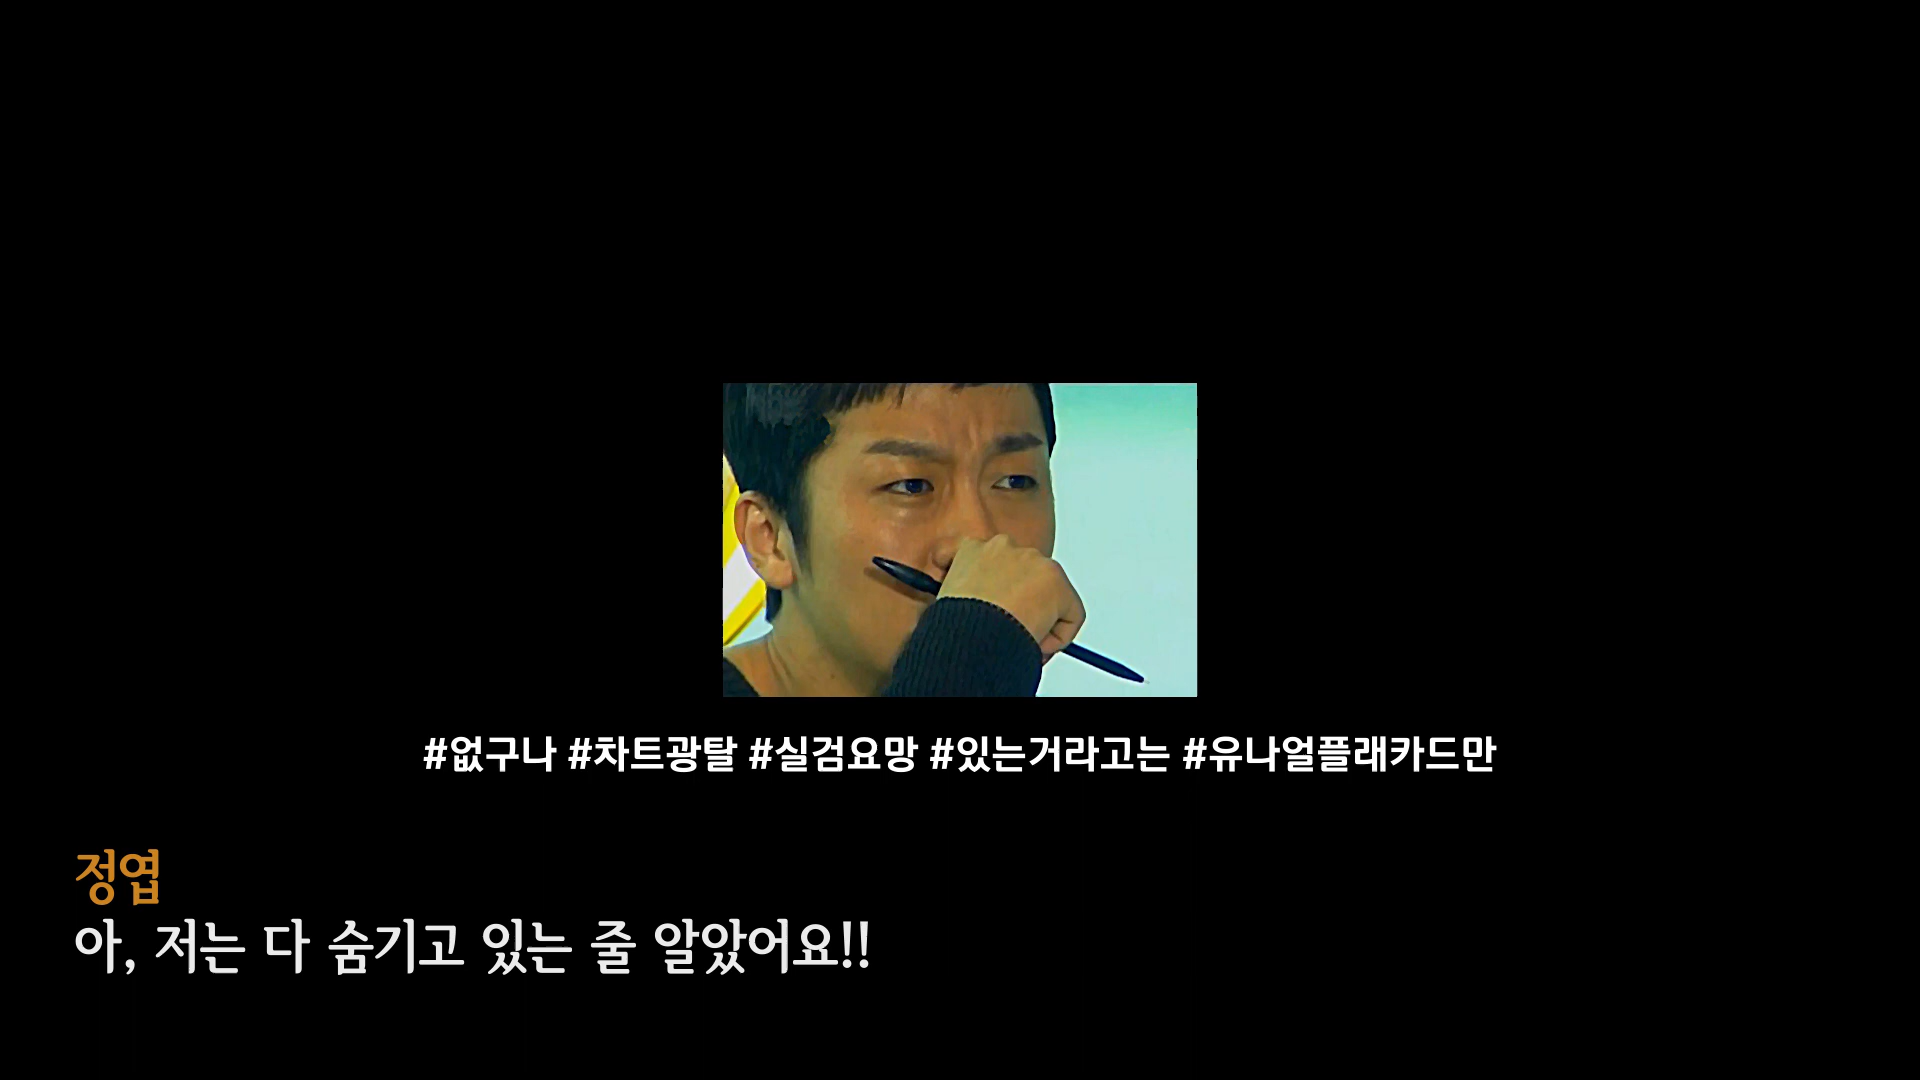 #없구나 #차트광탈 #실검요망 #있는거라고는 #유나얼플래카드만
정엽
아, 저는 다 숨기고 있는 줄 알았어요!!